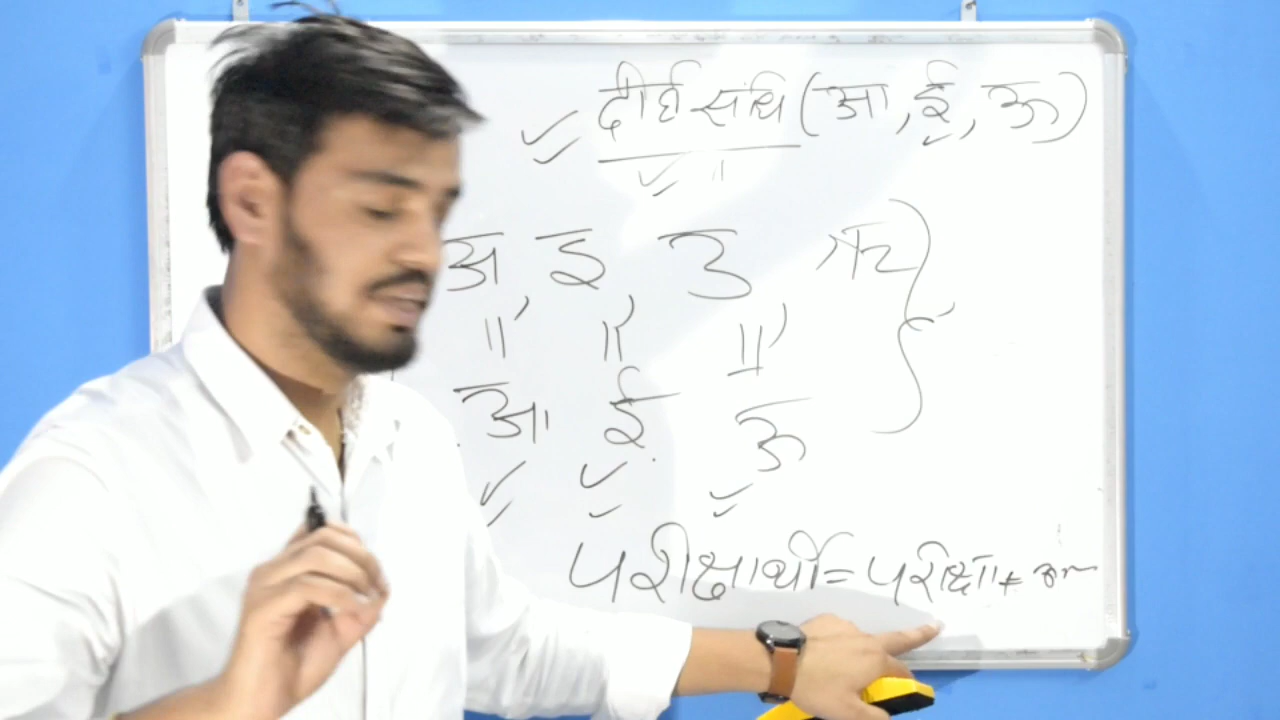 दीर्घ संधि (आ, ई, ऊ)
अ, इ, उ, ऋ
आ ई ऊ
परीक्षार्थी = परीक्षा +